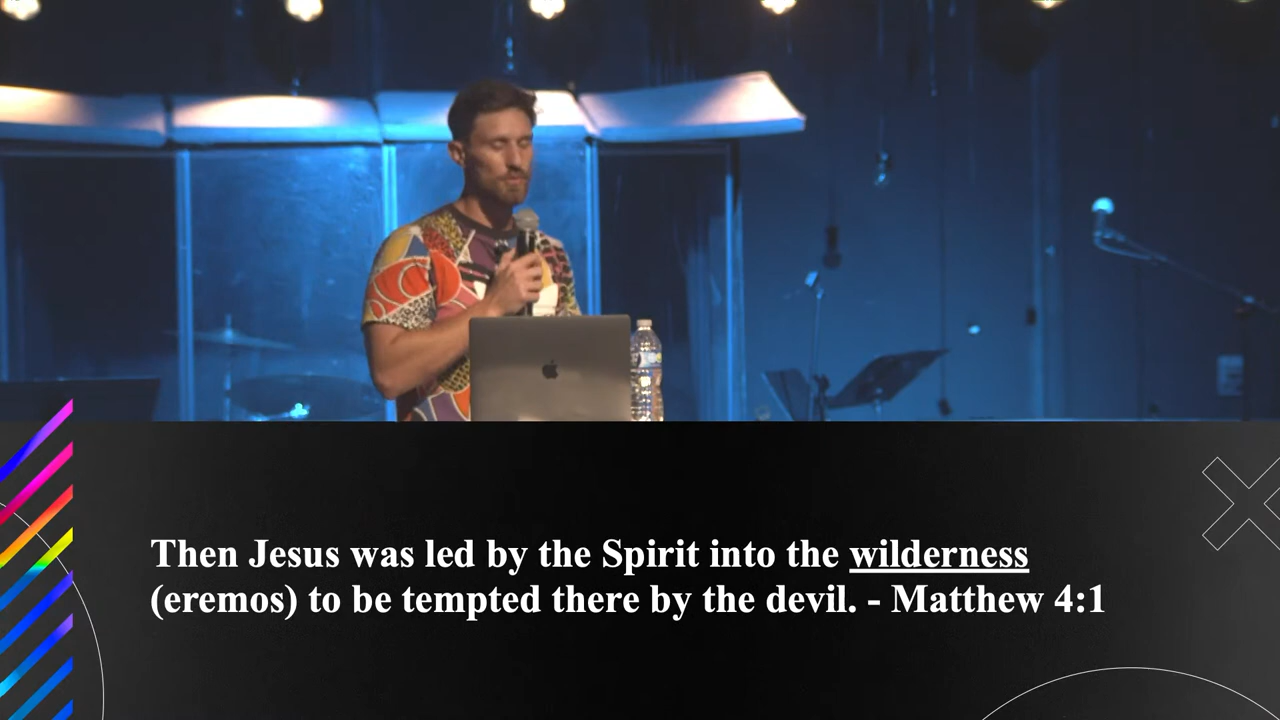 Then Jesus was led by the Spirit into the wilderness
(eremos) to be tempted there by the devil. - Matthew 4:1